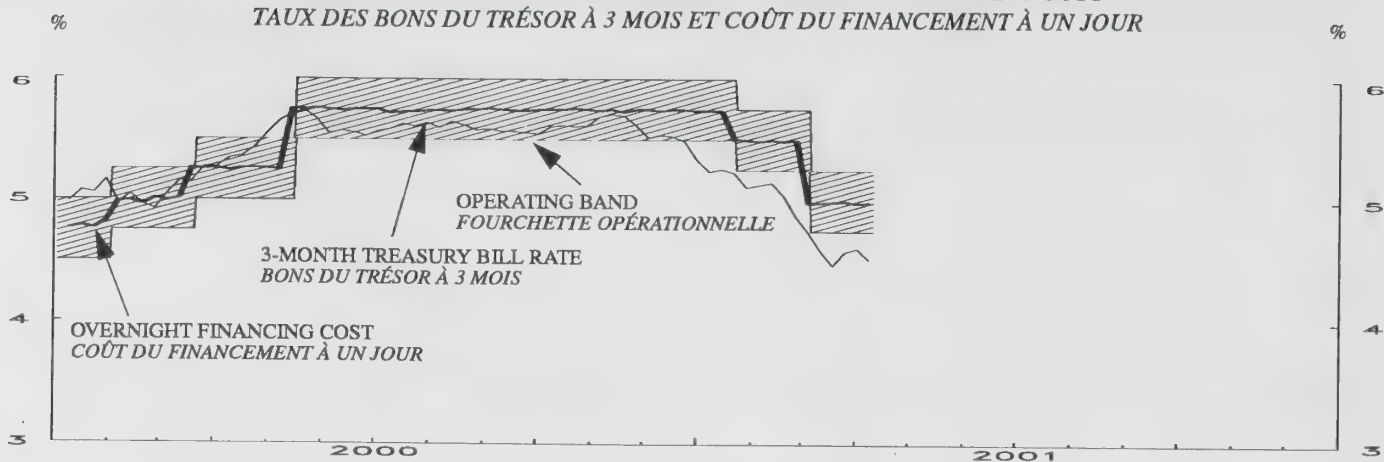 TAUX DES BONS DU TRÉSOR À 3 MOIS ET COÛT DU FINANCEMENT À UN JOUR
% %
6 6
5 5
OPERATING BAND
FOURCHETTE OPÉRATIONNELLE
3-MONTH TREASURY BILL RATE
BONS DU TRÉSOR À 3 MOIS
4 4
OVERNIGHT FINANCING COST
COÛT DU FINANCEMENT À UN JOUR
3 3
2000 2001